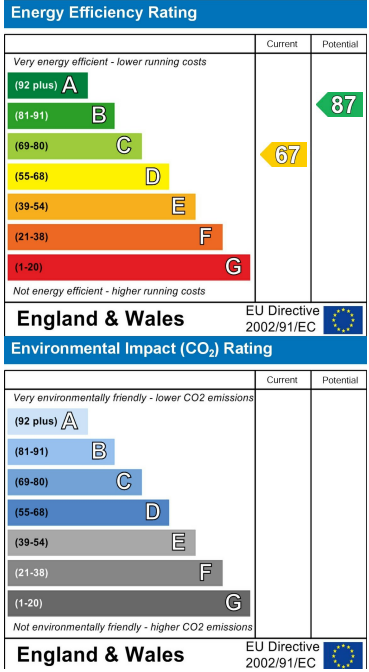 Energy Efficiency Rating
Current Potential
Very energy efficient - lower running costs
(92 plus) A
(81-91) B
87
(69-80) C
67
(55-68) D
(39-54) E
(21-38) F
(1-20) G
Not energy efficient - higher running costs
England & Wales
EU Directive
2002/91/EC
Environmental Impact (CO₂) Rating
Current Potential
Very environmentally friendly - lower CO2 emissions
(92 plus) A
(81-91) B
(69-80) C
(55-68) D
(39-54) E
(21-38) F
(1-20) G
Not environmentally friendly - higher CO2 emissions
England & Wales
EU Directive
2002/91/EC